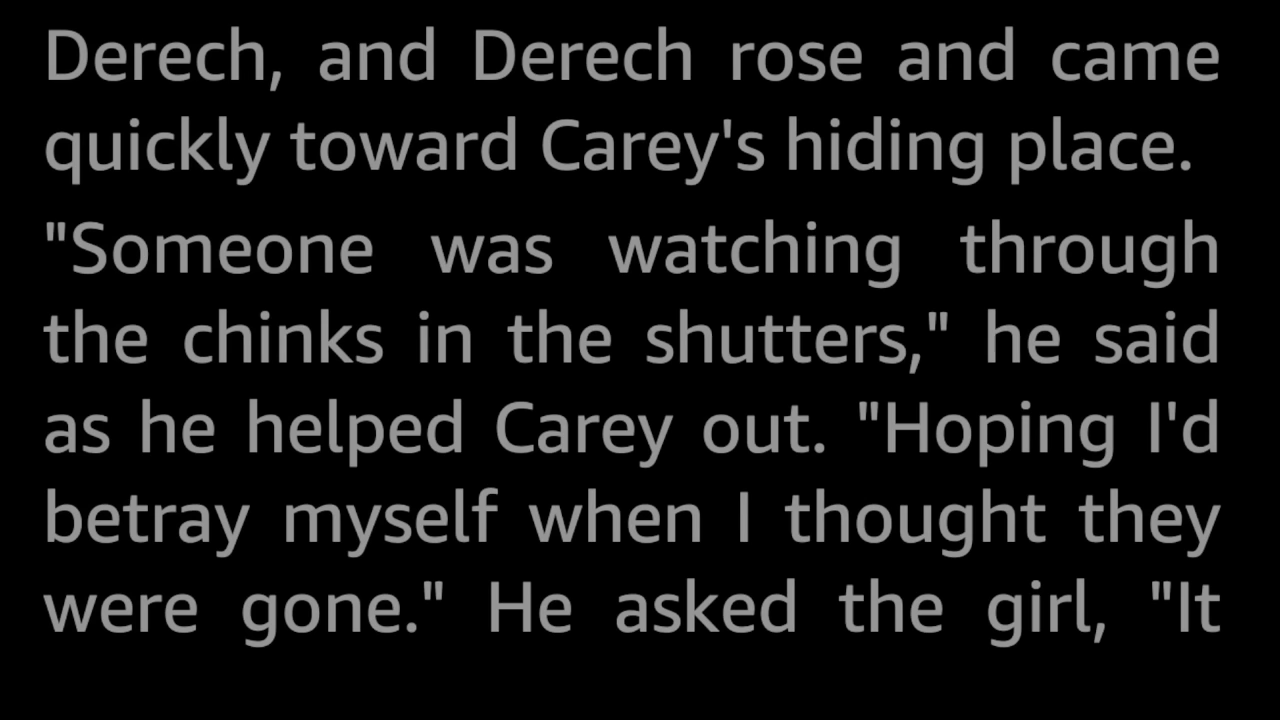 Derech, and Derech rose and came
quickly toward Carey's hiding place.
"Someone was watching through
the chinks in the shutters," he said
as he helped Carey out. "Hoping I'd
betray myself when I thought they
were gone." He asked the girl, "It